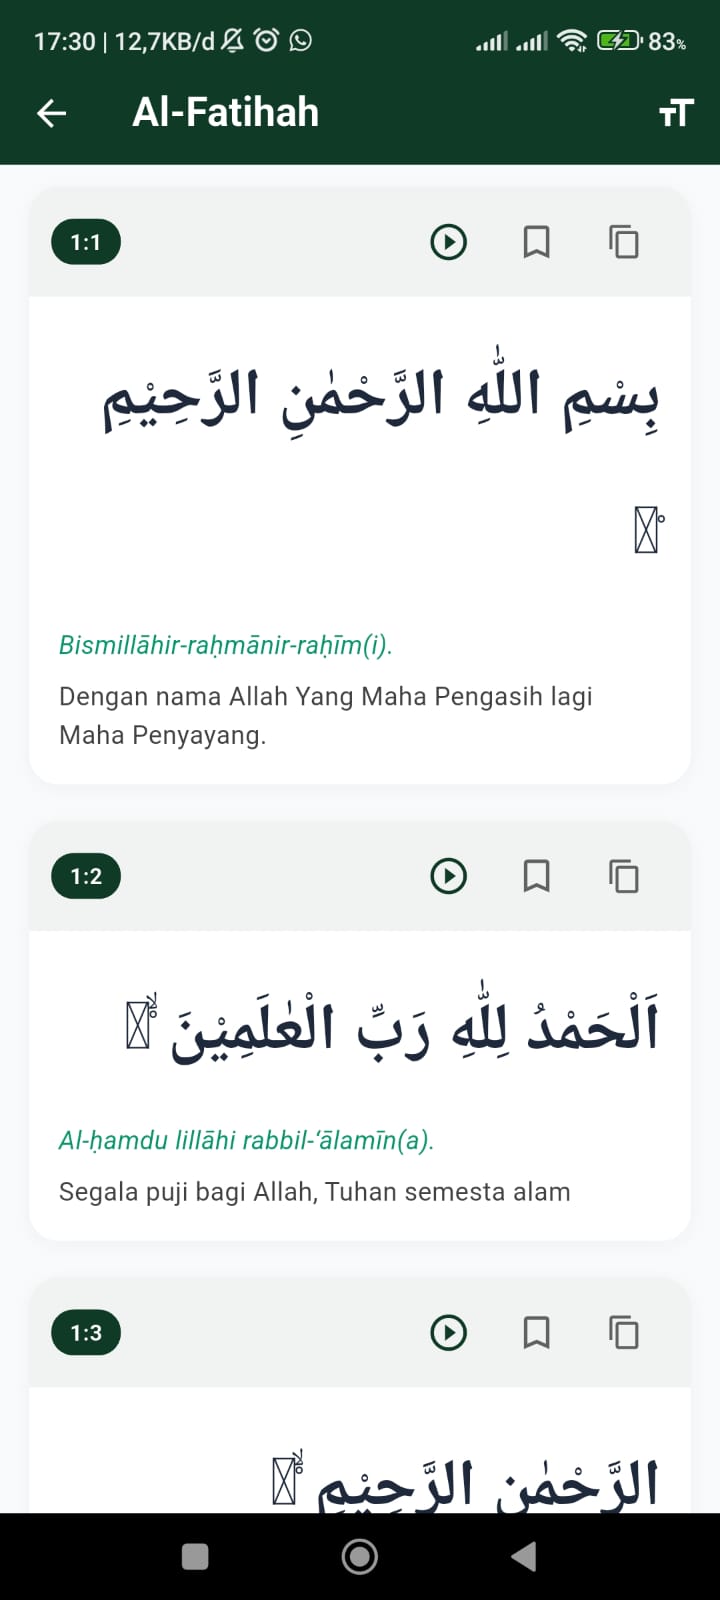 17:30 | 12,7KB/d
83%
Al-Fatihah
1:1
بِسْمِ اللّٰهِ الرَّحْمٰنِ الرَّحِيْمِ
Bismillāhir-raḥmānir-raḥīm(i).
Dengan nama Allah Yang Maha Pengasih lagi
Maha Penyayang.
1:2
اَلْحَمْدُ لِلّٰهِ رَبِّ الْعٰلَمِيْنَۙ
Al-ḥamdu lillāhi rabbil-‘ālamīn(a).
Segala puji bagi Allah, Tuhan semesta alam
1:3
الرَّحْمٰنِ الرَّحِيْمِۙ